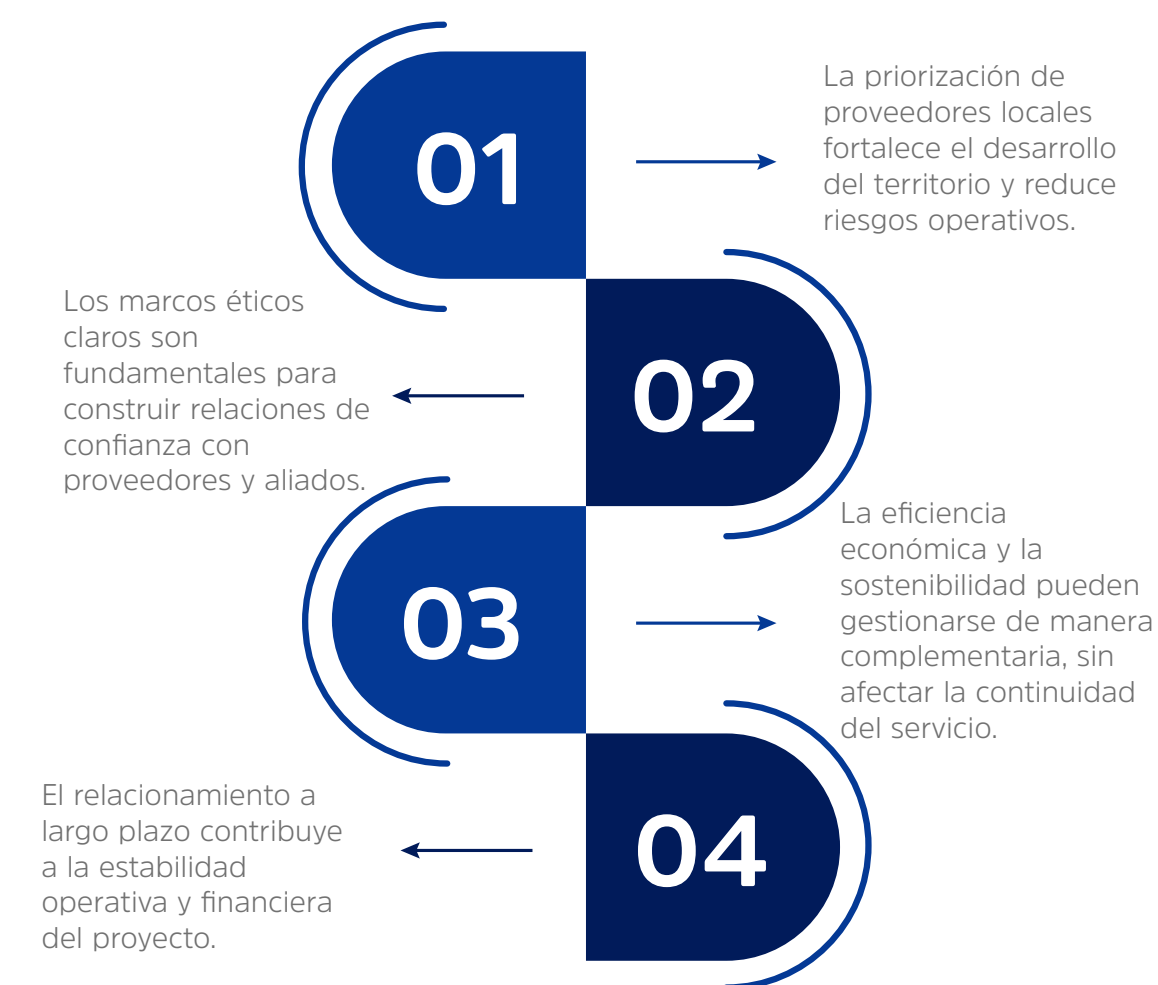 01
La priorización de
proveedores locales
fortalece el desarrollo
del territorio y reduce
riesgos operativos.
02
Los marcos éticos
claros son
fundamentales para
construir relaciones de
confianza con
proveedores y aliados.
03
La eficiencia
económica y la
sostenibilidad pueden
gestionarse de manera
complementaria, sin
afectar la continuidad
del servicio.
04
El relacionamiento a
largo plazo contribuye
a la estabilidad
operativa y financiera
del proyecto.